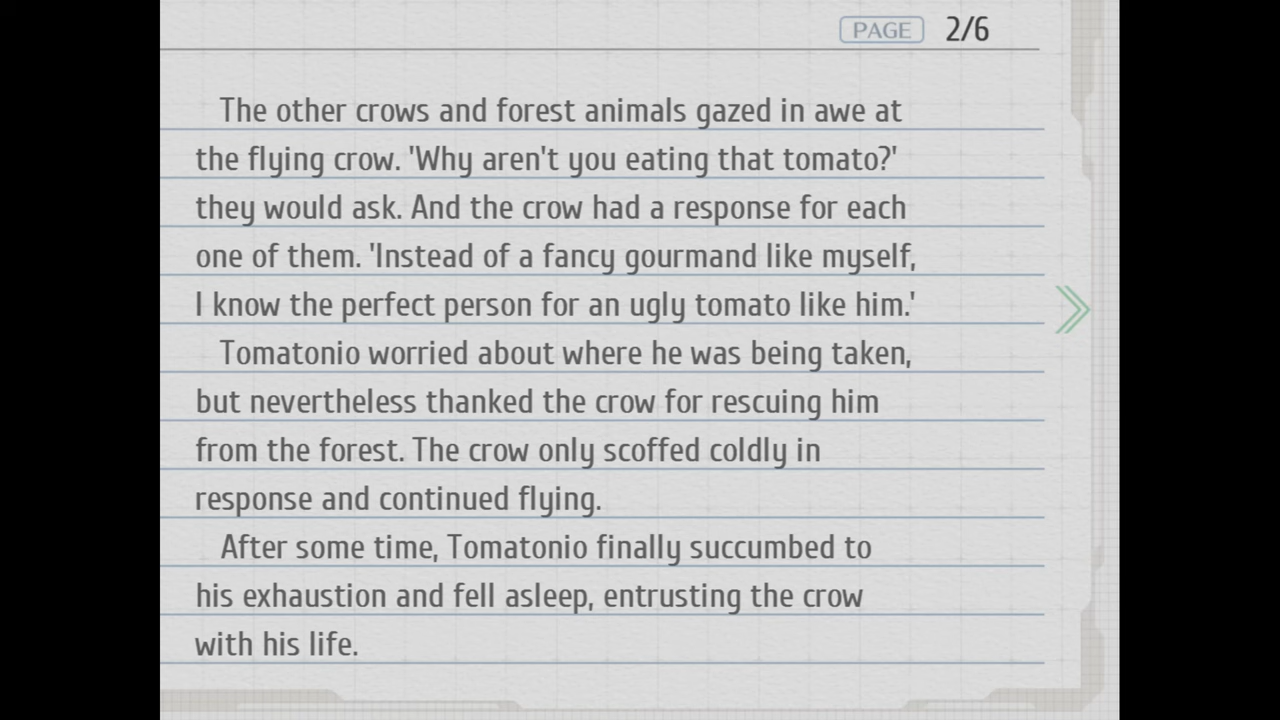 PAGE 2/6
The other crows and forest animals gazed in awe at
the flying crow. 'Why aren't you eating that tomato?'
they would ask. And the crow had a response for each
one of them. 'Instead of a fancy gourmand like myself,
I know the perfect person for an ugly tomato like him.'
Tomatonio worried about where he was being taken,
but nevertheless thanked the crow for rescuing him
from the forest. The crow only scoffed coldly in
response and continued flying.
After some time, Tomatonio finally succumbed to
his exhaustion and fell asleep, entrusting the crow
with his life.